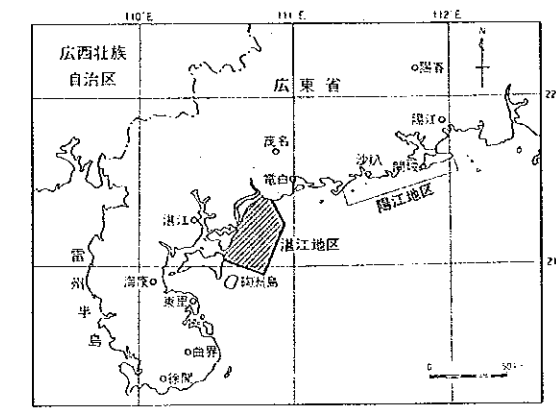 110°E
111°E
112°E
広西壮族
自治区
広東省
陽春
N
22
陽江
茂名
沙扒
電白
閘坡
陽江地区
湛江
湛江地区
21
雷州半島
海康
硇州島
東里
曲界
徐聞
0